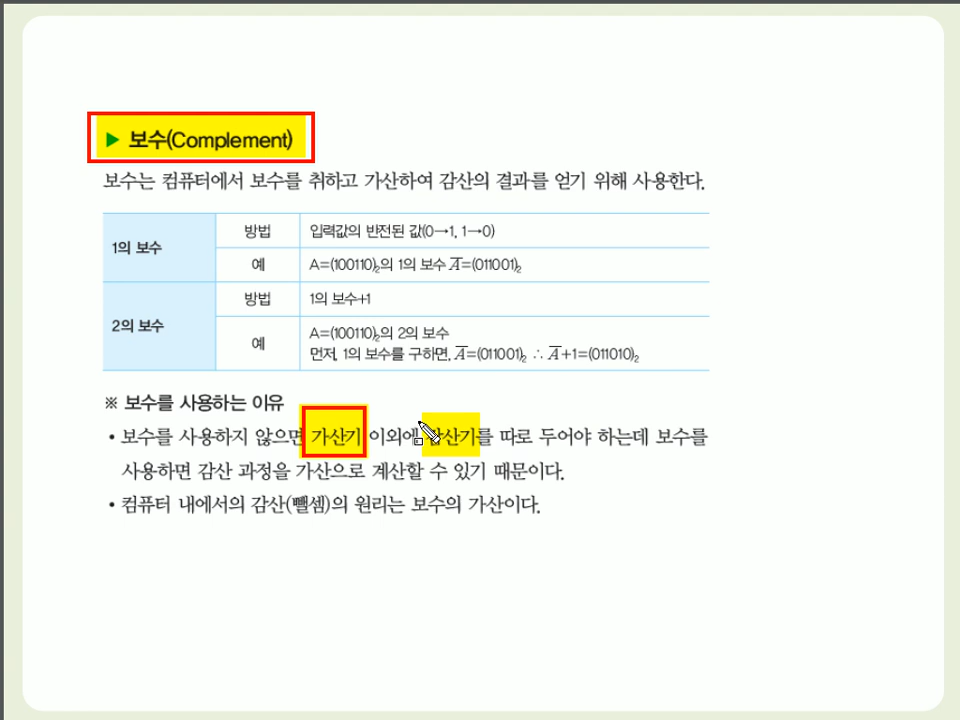 ▶ 보수(Complement)
보수는 컴퓨터에서 보수를 취하고 가산하여 감산의 결과를 얻기 위해 사용한다.
1의 보수
방법
입력값의 반전된 값(0→1, 1→0)
예
A=(100110)₂의 1의 보수 A̅=(011001)₂
2의 보수
방법
1의 보수+1
예
A=(100110)₂의 2의 보수
먼저, 1의 보수를 구하면, A̅=(011001)₂ ∴ A̅+1=(011010)₂
※ 보수를 사용하는 이유
• 보수를 사용하지 않으면 가산기 이외에 감산기를 따로 두어야 하는데 보수를
사용하면 감산 과정을 가산으로 계산할 수 있기 때문이다.
• 컴퓨터 내에서의 감산(뺄셈)의 원리는 보수의 가산이다.